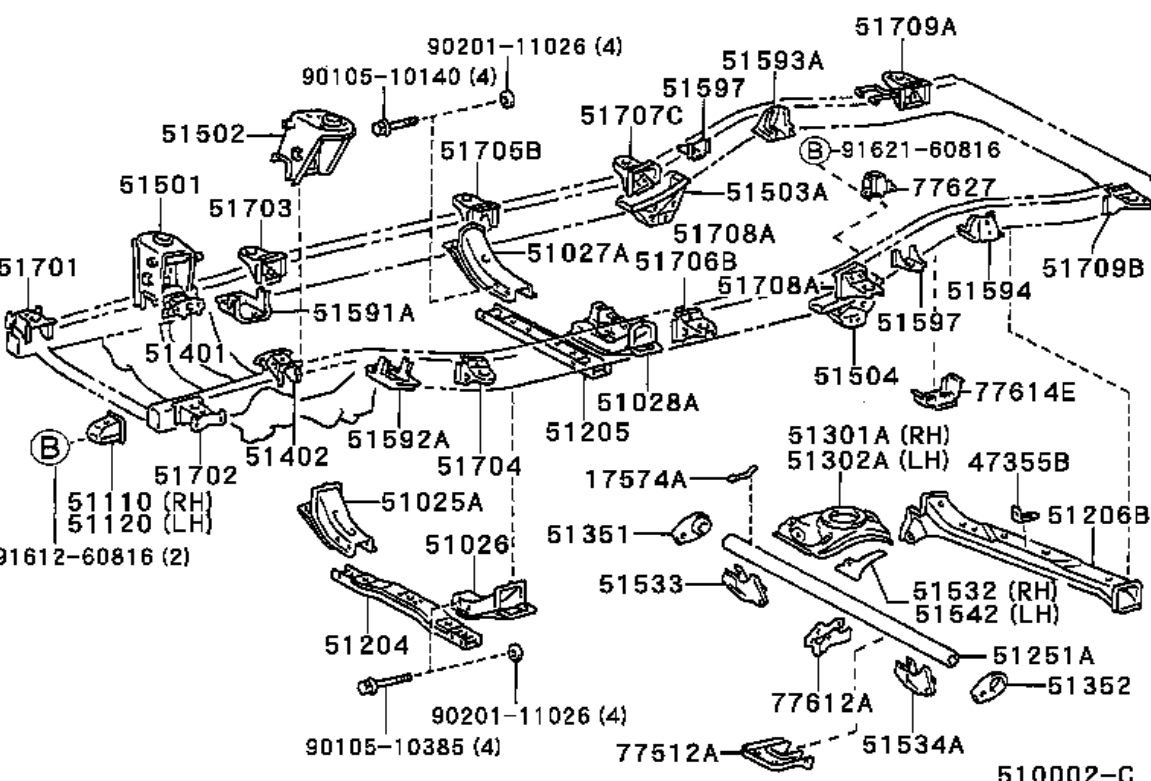 51709A
90201-11026 (4)
51593A
90105-10140 (4)
51597
51707C
51502
51705B
B 91621-60816
51501
77627
51503A
51703
51708A
51027A
51701
51706B
51709B
51708A
51594
51591A
51597
51401
51504
77614E
51028A
51205
51592A
51301A (RH)
51302A (LH)
47355B
B
51402
51704
51702
17574A
51110 (RH)
51120 (LH)
51025A
51206B
51351
51026
91612-60816 (2)
51533
51532 (RH)
51542 (LH)
51204
51251A
51352
77612A
90201-11026 (4)
90105-10385 (4)
77512A
51534A
510002-C